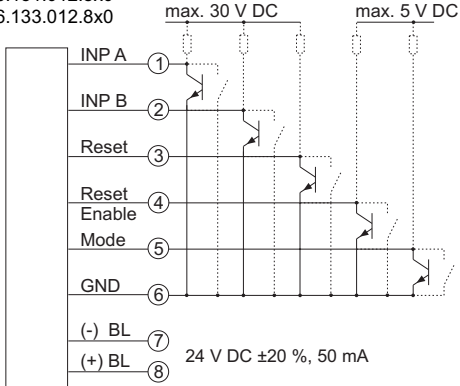 6.133.012.8x0
max. 30 V DC
max. 5 V DC
INP A
1
INP B
2
Reset
3
Reset
Enable
4
Mode
5
GND
6
(-) BL
7
(+) BL
8
24 V DC ±20 %, 50 mA